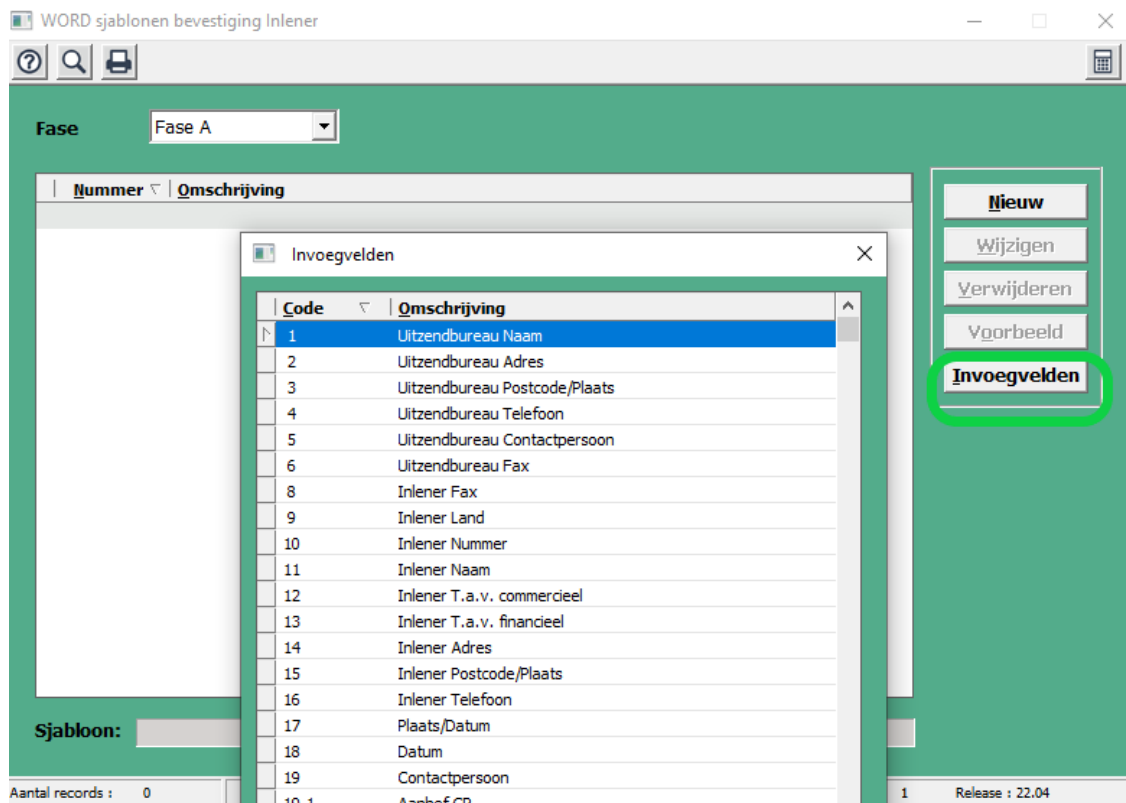 WORD sjablonen bevestiging Inlener
Fase Fase A
Nummer Omschrijving
Nieuw
Wijzigen
Verwijderen
Voorbeeld
Invoegvelden
Invoegvelden
Code Omschrijving
1 Uitzendbureau Naam
2 Uitzendbureau Adres
3 Uitzendbureau Postcode/Plaats
4 Uitzendbureau Telefoon
5 Uitzendbureau Contactpersoon
6 Uitzendbureau Fax
8 Inlener Fax
9 Inlener Land
10 Inlener Nummer
11 Inlener Naam
12 Inlener T.a.v. commercieel
13 Inlener T.a.v. financieel
14 Inlener Adres
15 Inlener Postcode/Plaats
16 Inlener Telefoon
17 Plaats/Datum
18 Datum
19 Contactpersoon
19.1 Aanhef CP
Sjabloon:
Aantal records : 0 1 Release : 22.04